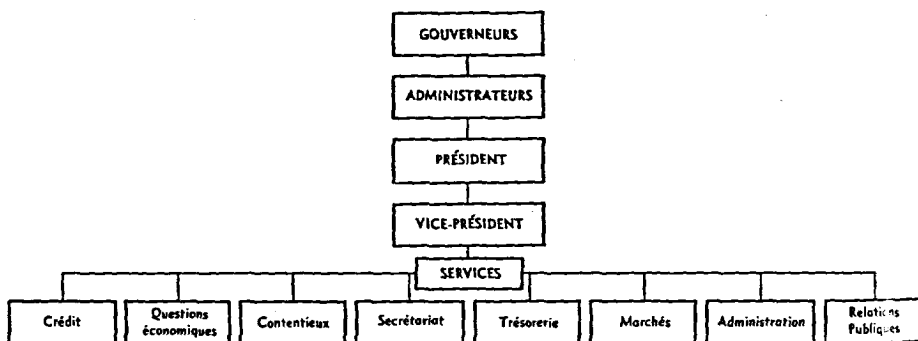 GOUVERNEURS
ADMINISTRATEURS
PRÉSIDENT
VICE-PRÉSIDENT
SERVICES
Crédit
Questions
économiques
Contentieux
Secrétariat
Trésorerie
Marchés
Administration
Relations
Publiques